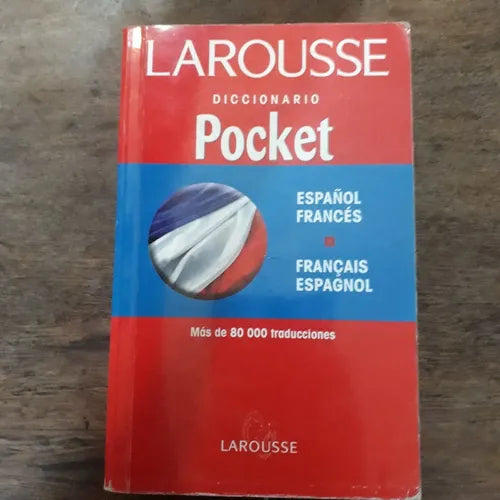 LAROUSSE
DICCIONARIO
Pocket
ESPAÑOL
FRANCÉS
FRANÇAIS
ESPAGNOL
Más de 80 000 traducciones
LAROUSSE